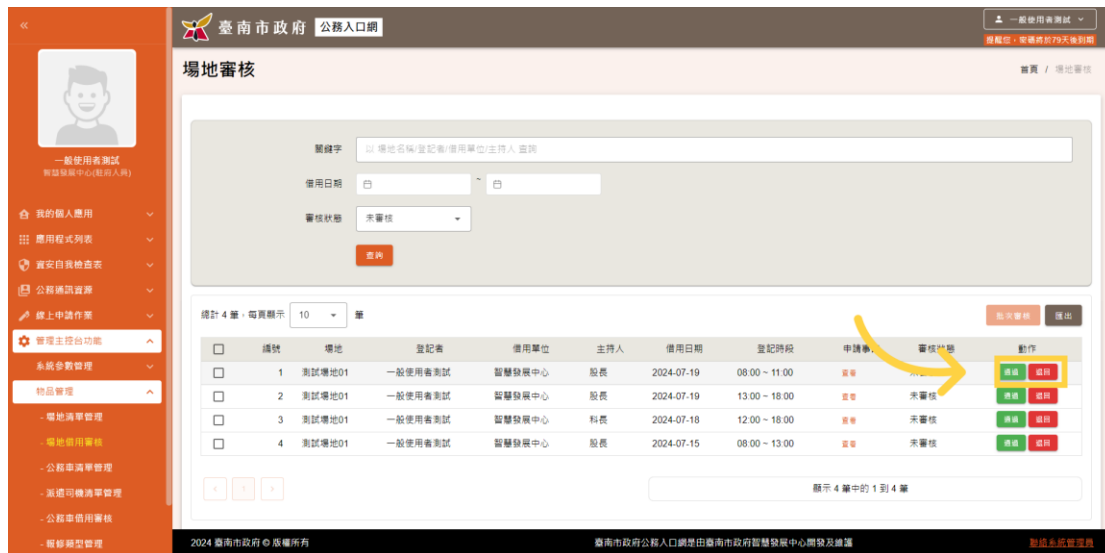 «
臺南市政府 公務入口網
一般使用者測試
提醒您，密碼將於79天後到期
場地審核
首頁 / 場地審核
一般使用者測試
智慧發展中心(駐府人員)
我的個人應用
應用程式列表
資安自我檢查表
公務通訊資源
線上申請作業
管理主控台功能
系統參數管理
物品管理
- 場地清單管理
- 場地借用審核
- 公務車清單管理
- 派遣司機清單管理
- 公務車借用審核
- 報修類型管理
關鍵字 以 場地名稱/登記者/借用單位/主持人 查詢
借用日期 ~
審核狀態 未審核
查詢
總計 4 筆，每頁顯示 10 筆
批次審核 匯出
編號 場地 登記者 借用單位 主持人 借用日期 登記時段 申請事 審核狀態 動作
1 測試場地01 一般使用者測試 智慧發展中心 股長 2024-07-19 08:00 ~ 11:00 查看 通過 退回
2 測試場地01 一般使用者測試 智慧發展中心 股長 2024-07-19 13:00 ~ 18:00 查看 未審核 通過 退回
3 測試場地01 一般使用者測試 智慧發展中心 科長 2024-07-18 12:00 ~ 18:00 查看 未審核 通過 退回
4 測試場地01 一般使用者測試 智慧發展中心 股長 2024-07-15 08:00 ~ 13:00 查看 未審核 通過 退回
‹ 1 ›
顯示 4 筆中的 1 到 4 筆
2024 臺南市政府 © 版權所有
臺南市政府公務入口網是由臺南市政府智慧發展中心開發及維護
聯絡系統管理員